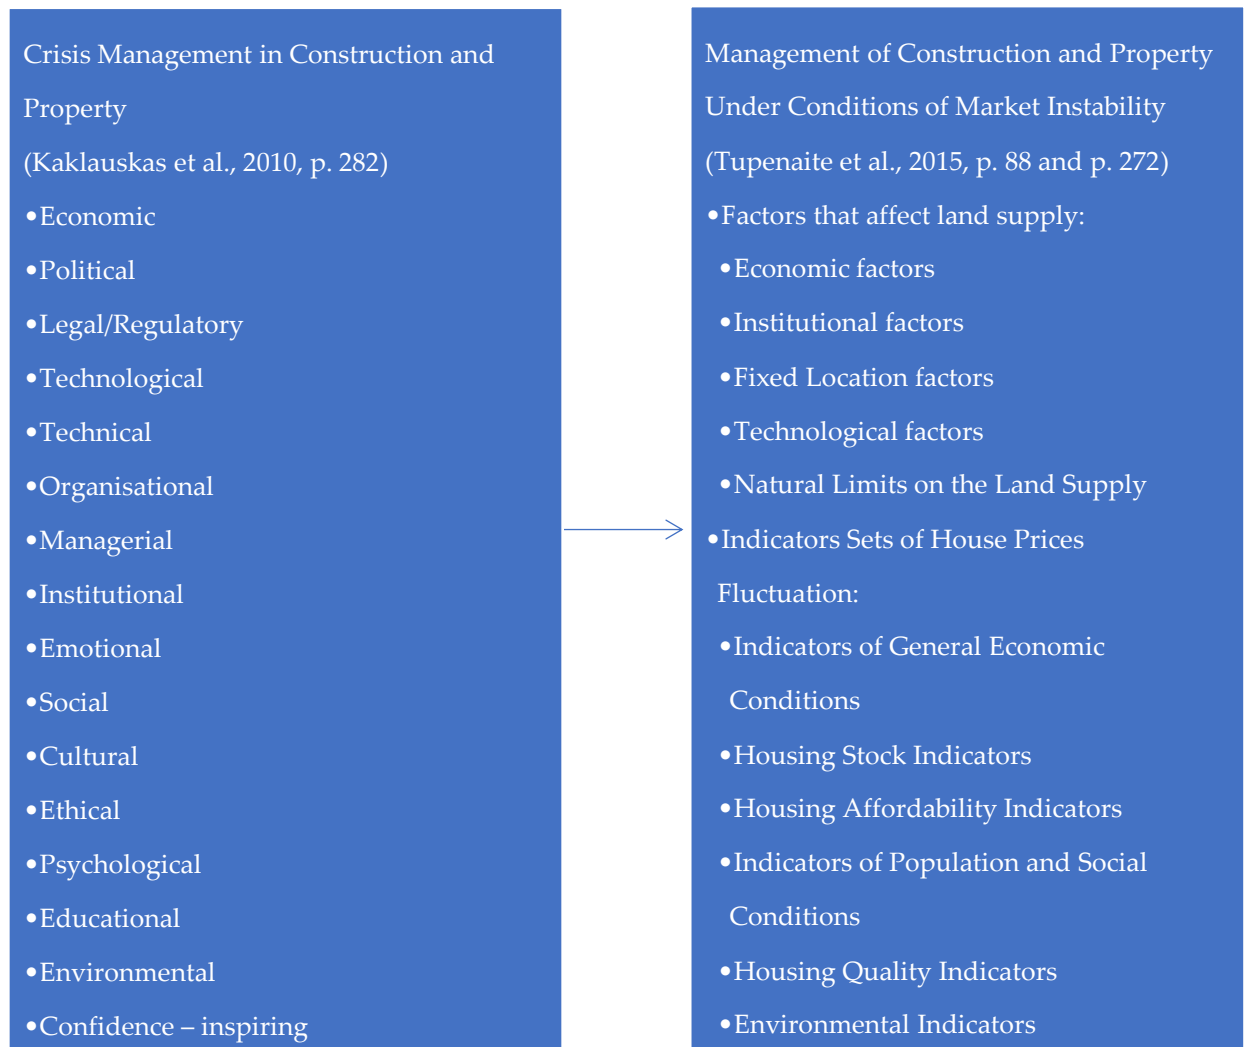 Crisis Management in Construction and
Property
(Kaklauskas et al., 2010, p. 282)
•Economic
•Political
•Legal/Regulatory
•Technological
•Technical
•Organisational
•Managerial
•Institutional
•Emotional
•Social
•Cultural
•Ethical
•Psychological
•Educational
•Environmental
•Confidence – inspiring
Management of Construction and Property
Under Conditions of Market Instability
(Tupenaite et al., 2015, p. 88 and p. 272)
•Factors that affect land supply:
•Economic factors
•Institutional factors
•Fixed Location factors
•Technological factors
•Natural Limits on the Land Supply
•Indicators Sets of House Prices
Fluctuation:
•Indicators of General Economic
Conditions
•Housing Stock Indicators
•Housing Affordability Indicators
•Indicators of Population and Social
Conditions
•Housing Quality Indicators
•Environmental Indicators